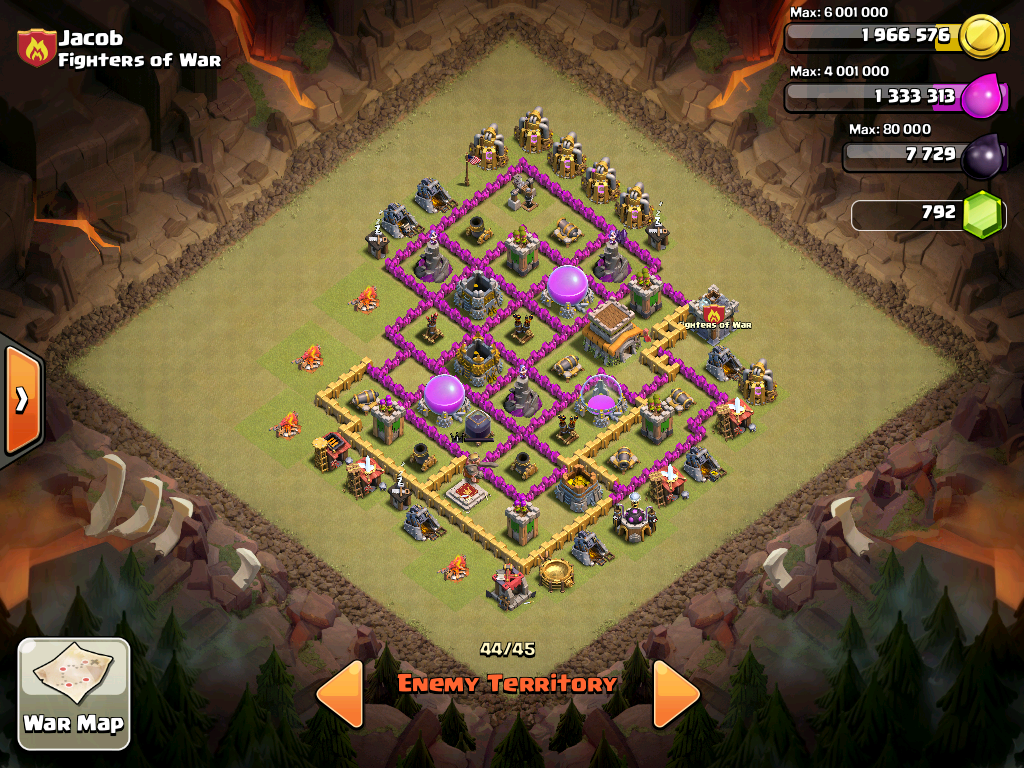 Jacob
Fighters of War
Max: 6 001 000
1 966 576
Max: 4 001 000
1 333 313
Max: 80 000
7 729
792
Fighters of War
44/45
Enemy Territory
War Map